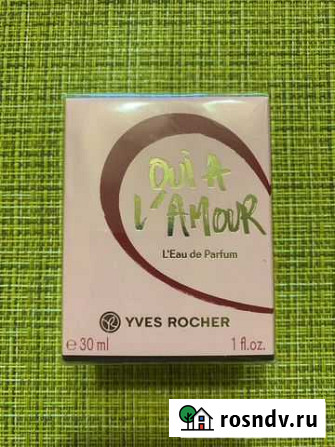 OUI A
L'AMOUR
L'Eau de Parfum
YVES ROCHER
℮ 30 ml 1 fl.oz.
rosndv.ru